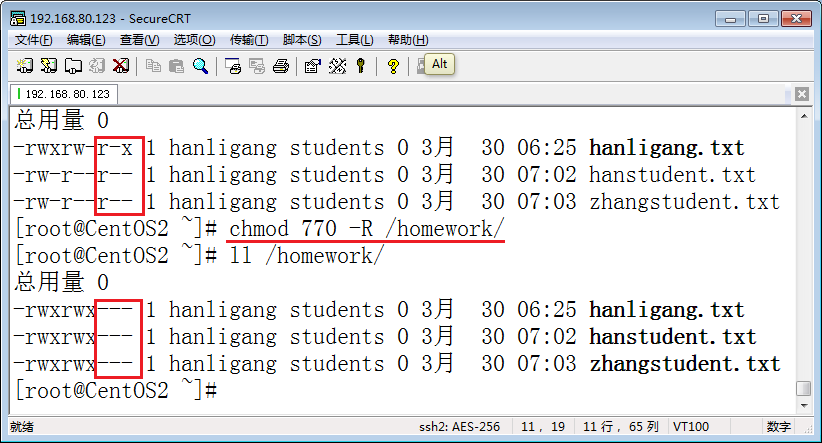 192.168.80.123 - SecureCRT
文件(F) 编辑(E) 查看(V) 选项(O) 传输(T) 脚本(S) 工具(L) 帮助(H)
Alt
192.168.80.123
总用量 0
-rwxrw-r-x 1 hanligang students 0 3月  30 06:25 hanligang.txt
-rw-r--r-- 1 hanligang students 0 3月  30 07:02 hanstudent.txt
-rw-r--r-- 1 hanligang students 0 3月  30 07:03 zhangstudent.txt
[root@CentOS2 ~]# chmod 770 -R /homework/
[root@CentOS2 ~]# ll /homework/
总用量 0
-rwxrwx--- 1 hanligang students 0 3月  30 06:25 hanligang.txt
-rwxrwx--- 1 hanligang students 0 3月  30 07:02 hanstudent.txt
-rwxrwx--- 1 hanligang students 0 3月  30 07:03 zhangstudent.txt
[root@CentOS2 ~]#
就绪 ssh2: AES-256 11, 19 11 行, 65 列 VT100 数字